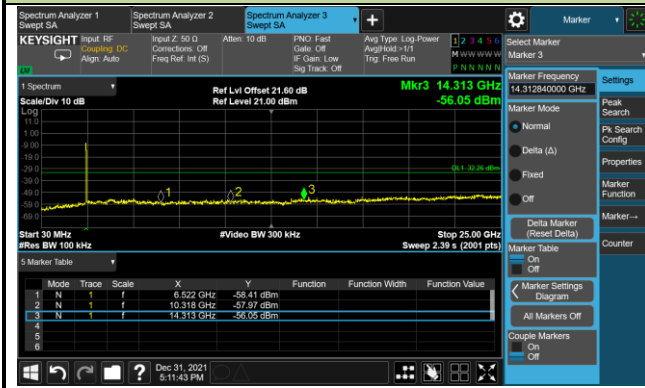 Spectrum Analyzer 1
Swept SA
Spectrum Analyzer 2
Swept SA
Spectrum Analyzer 3
Swept SA
+
Marker
KEYSIGHT
Input: RF
Coupling: DC
Align: Auto
Input Z: 50 Ω
Corrections: Off
Freq Ref: Int (S)
Atten: 10 dB
PNO: Fast
Gate: Off
IF Gain: Low
Sig Track: Off
Avg Type: Log-Power
Avg|Hold:>1/1
Trig: Free Run
1 2 3 4 5 6
M W W W W W
P N N N N N
Select Marker
Marker 3
1 Spectrum
Scale/Div 10 dB
Log
Ref Lvl Offset 21.60 dB
Ref Level 21.00 dBm
Mkr3 14.313 GHz
-56.05 dBm
11.0
1.00
-9.00
-19.0
-29.0
-39.0
-49.0
-59.0
-69.0
DL1 -32.26 dBm
1
2
3
Start 30 MHz
#Res BW 100 kHz
#Video BW 300 kHz
Stop 25.00 GHz
Sweep 2.39 s (2001 pts)
5 Marker Table
Mode Trace Scale X Y Function Function Width Function Value
1 N 1 f 6.522 GHz -58.41 dBm
2 N 1 f 10.318 GHz -57.97 dBm
3 N 1 f 14.313 GHz -56.05 dBm
4
5
6
Marker Frequency
14.312840000 GHz
Marker Mode
Normal
Delta (Δ)
Fixed
Off
Delta Marker
(Reset Delta)
Marker Table
On
Off
Marker Settings
Diagram
All Markers Off
Couple Markers
On
Off
Settings
Peak
Search
Pk Search
Config
Properties
Marker
Function
Marker→
Counter
?
Dec 31, 2021
5:11:43 PM